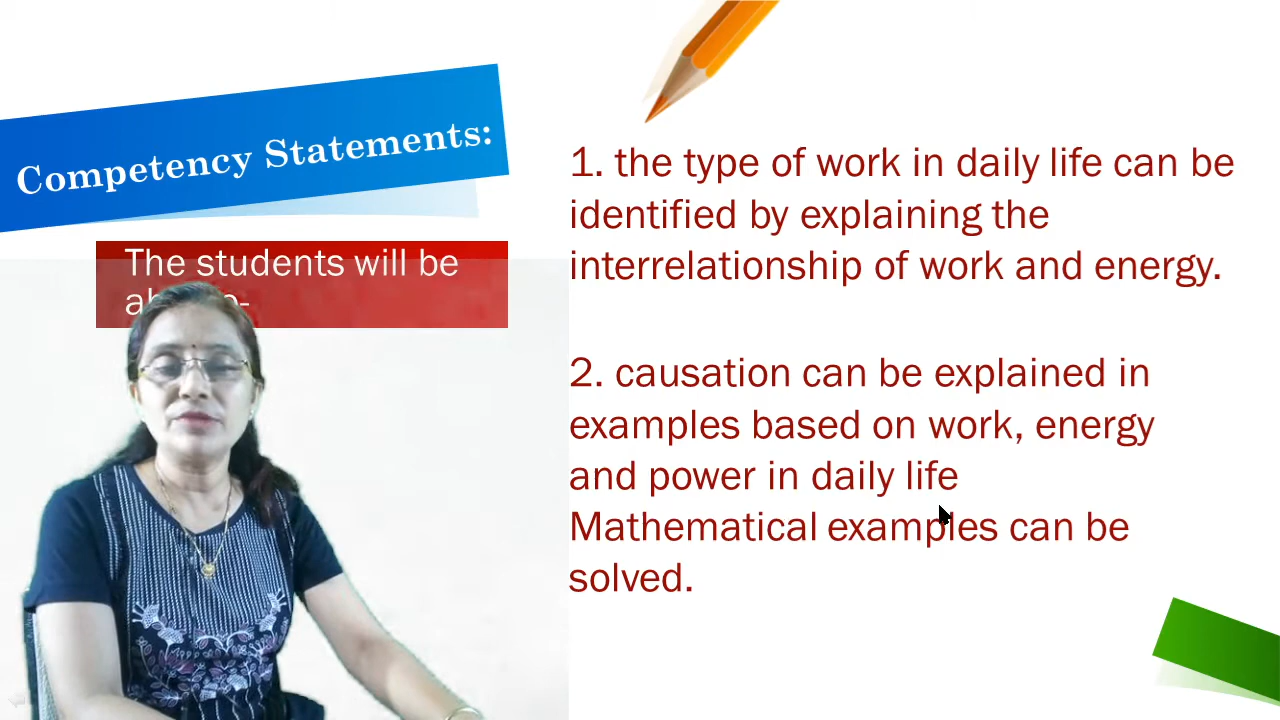 Competency Statements:
The students will be
1. the type of work in daily life can be
identified by explaining the
interrelationship of work and energy.
2. causation can be explained in
examples based on work, energy
and power in daily life
Mathematical examples can be
solved.